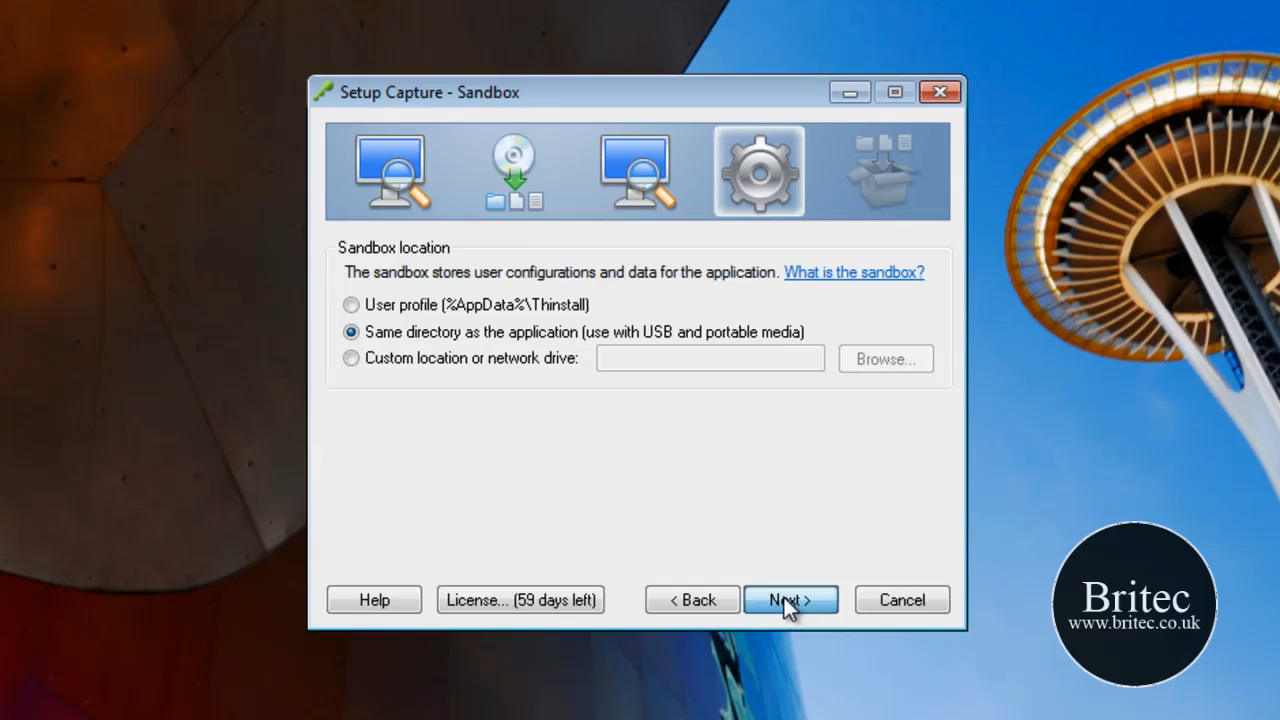 Setup Capture - Sandbox
Sandbox location
The sandbox stores user configurations and data for the application. What is the sandbox?
User profile (%AppData%\Thinstall)
Same directory as the application (use with USB and portable media)
Custom location or network drive:
Browse...
Help
License... (59 days left)
< Back
Next >
Cancel
Britec
www.britec.co.uk